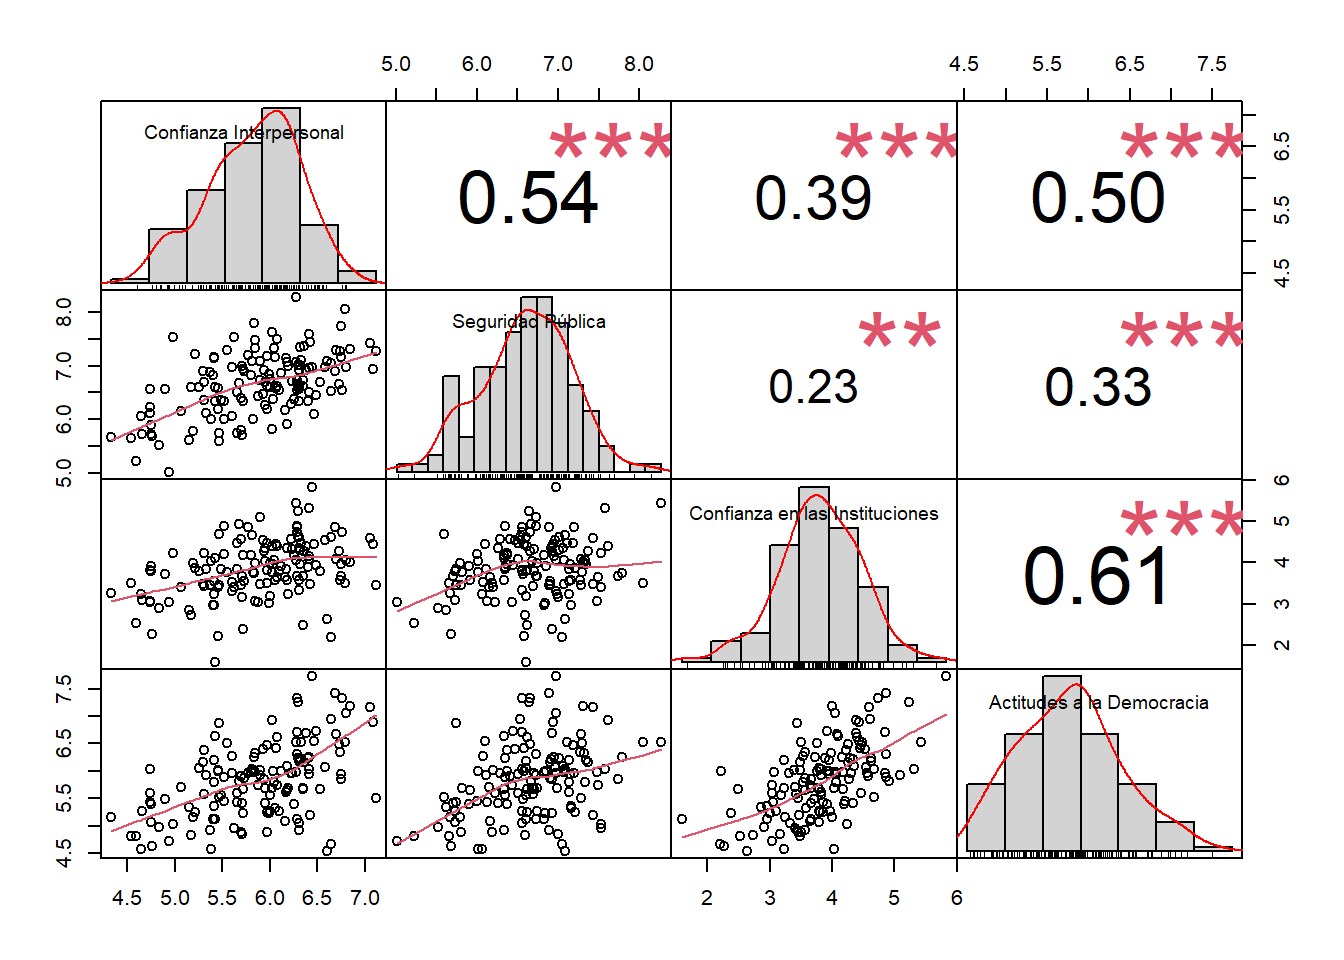 5.0 6.0 7.0 8.0 4.5 5.5 6.5 7.5
Confianza Interpersonal
***
0.54
***
0.39
***
0.50
4.5 5.5 6.5
5.0 6.0 7.0 8.0
Seguridad Pública
**
0.23
***
0.33
Confianza en las Instituciones
***
0.61
2 3 4 5 6
4.5 5.5 6.5 7.5
Actitudes a la Democracia
4.5 5.0 5.5 6.0 6.5 7.0 2 3 4 5 6